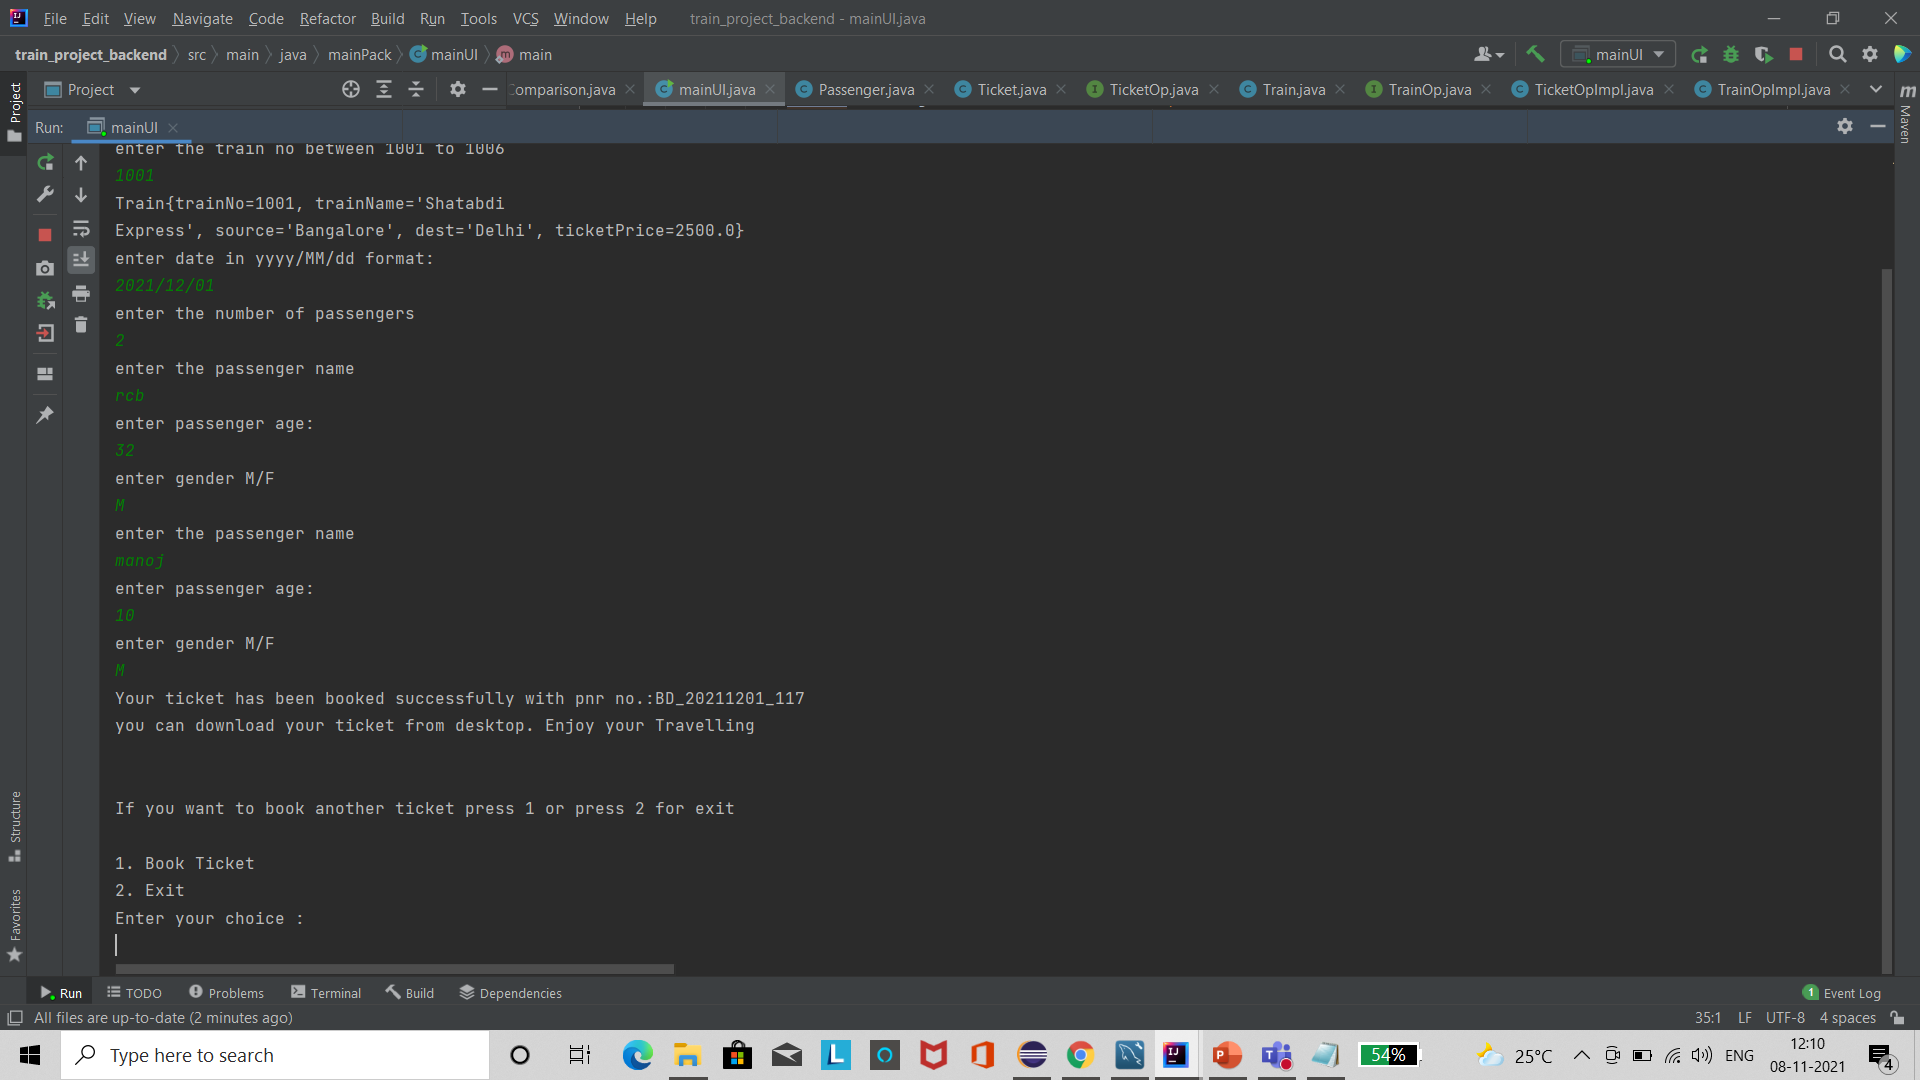 File Edit View Navigate Code Refactor Build Run Tools VCS Window Help train_project_backend - mainUI.java
train_project_backend src main java mainPack mainUI main mainUI
Project Project omparison.java mainUI.java Passenger.java Ticket.java TicketOp.java Train.java TrainOp.java TicketOpImpl.java TrainOpImpl.java Maven
Run: mainUI
enter the train no between 1001 to 1006
1001
Train{trainNo=1001, trainName='Shatabdi
Express', source='Bangalore', dest='Delhi', ticketPrice=2500.0}
enter date in yyyy/MM/dd format:
2021/12/01
enter the number of passengers
2
enter the passenger name
rcb
enter passenger age:
32
enter gender M/F
M
enter the passenger name
manoj
enter passenger age:
10
enter gender M/F
M
Your ticket has been booked successfully with pnr no.:BD_20211201_117
you can download your ticket from desktop. Enjoy your Travelling
If you want to book another ticket press 1 or press 2 for exit
1. Book Ticket
2. Exit
Enter your choice :
Structure
Favorites
Run TODO Problems Terminal Build Dependencies 1 Event Log
All files are up-to-date (2 minutes ago) 35:1 LF UTF-8 4 spaces
Type here to search 54% 25°C ENG 12:10
08-11-2021 4